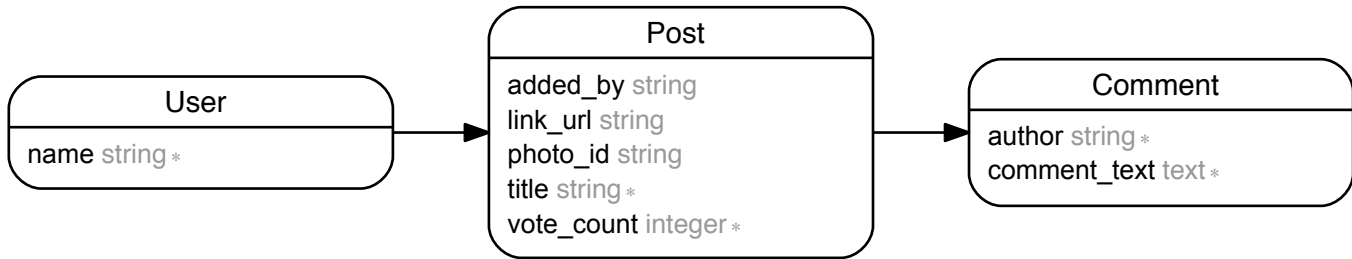 User
name string *
Post
added_by string
link_url string
photo_id string
title string *
vote_count integer *
Comment
author string *
comment_text text *